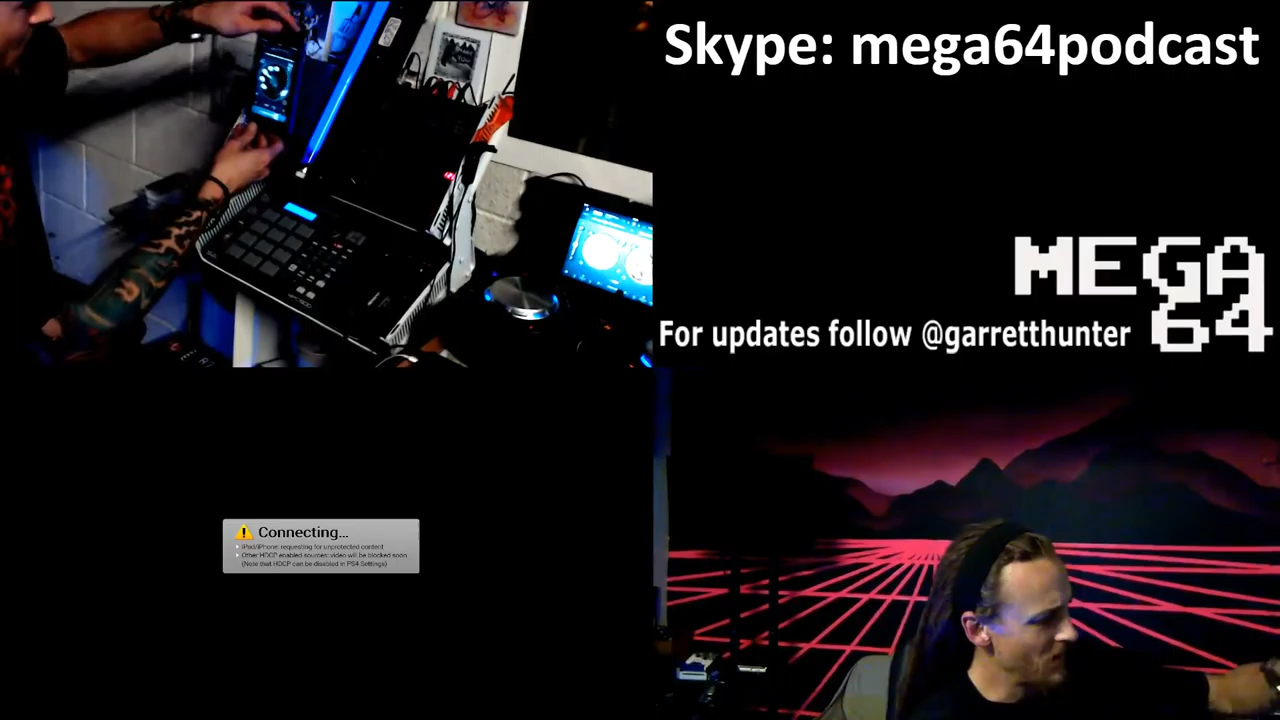 Skype: mega64podcast
MEGA
64
For updates follow @garretthunter
Connecting...
iPad/iPhone: requesting for unprotected content
Other HDCP enabled sources: video will be blocked soon
(Note that HDCP can be disabled in PS4 Settings)